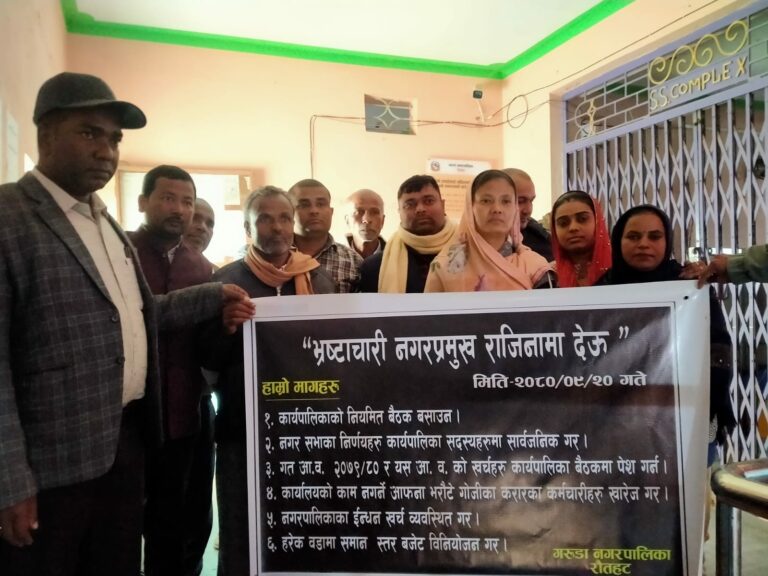 S.S.COMPLEX
“भ्रष्टाचारी नगरप्रमुख राजिनामा देऊ ”
हाम्रो मागहरु
मिति-२०८०/०९/२० गते
१. कार्यपालिकाको नियमित बैठक बसाउन ।
२. नगर सभाका निर्णयहरु कार्यपालिका सदस्यहरुमा सार्वजनिक गर ।
३. गत आ.व. २०७९/८० र यस आ. व. को खर्चहरु कार्यपालिका बैठकमा पेश गर्न ।
४. कार्यालयको काम नगर्ने आफना भरौटे गोजीका करारका कर्मचारीहरु खारेज गर ।
५. नगरपालिकाका ईन्धन खर्च व्यवस्थित गर ।
६. हरेक वडामा समान स्तर बजेट विनियोजन गर ।
गरुडा नगरपालिका
रौतहट